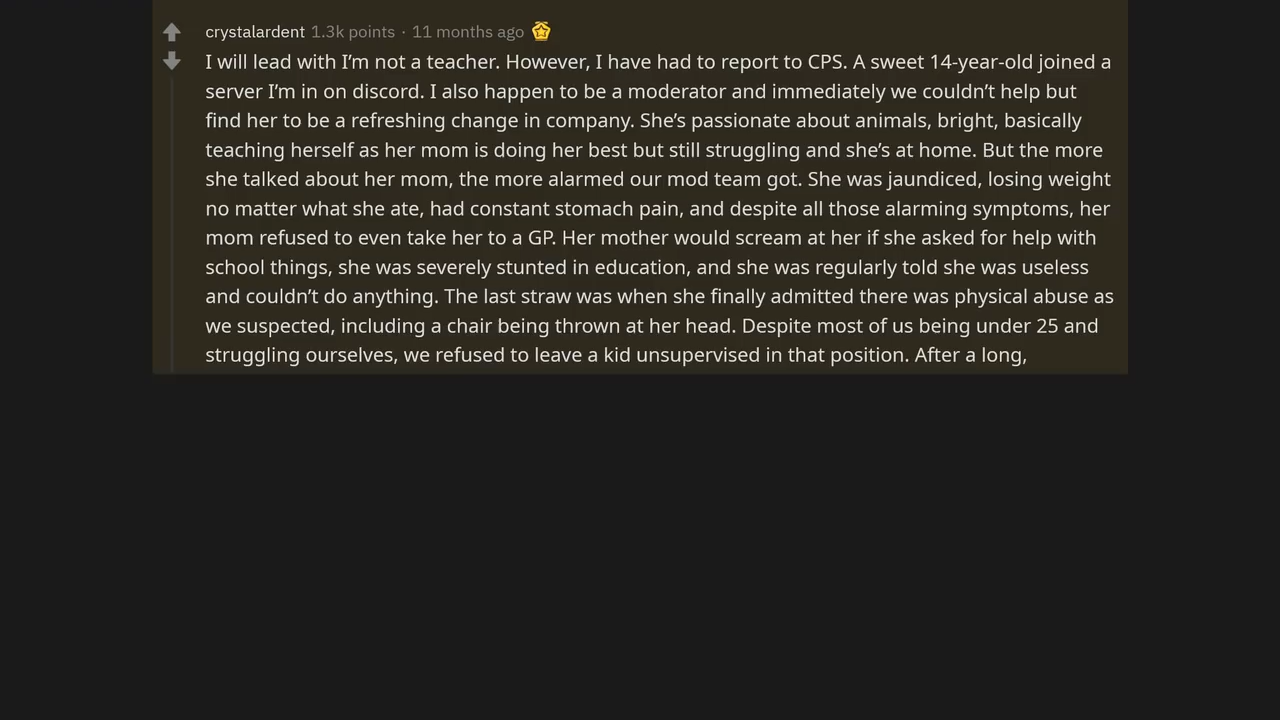 crystalardent 1.3k points · 11 months ago
I will lead with I’m not a teacher. However, I have had to report to CPS. A sweet 14-year-old joined a
server I’m in on discord. I also happen to be a moderator and immediately we couldn’t help but
find her to be a refreshing change in company. She’s passionate about animals, bright, basically
teaching herself as her mom is doing her best but still struggling and she’s at home. But the more
she talked about her mom, the more alarmed our mod team got. She was jaundiced, losing weight
no matter what she ate, had constant stomach pain, and despite all those alarming symptoms, her
mom refused to even take her to a GP. Her mother would scream at her if she asked for help with
school things, she was severely stunted in education, and she was regularly told she was useless
and couldn’t do anything. The last straw was when she finally admitted there was physical abuse as
we suspected, including a chair being thrown at her head. Despite most of us being under 25 and
struggling ourselves, we refused to leave a kid unsupervised in that position. After a long,